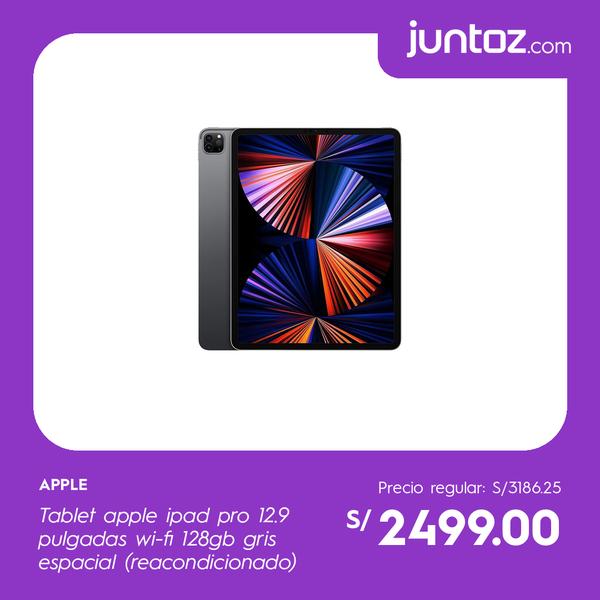 juntoz.com
APPLE
Tablet apple ipad pro 12.9
pulgadas wi-fi 128gb gris
espacial (reacondicionado)
Precio regular: S/3186.25
S/ 2499.00